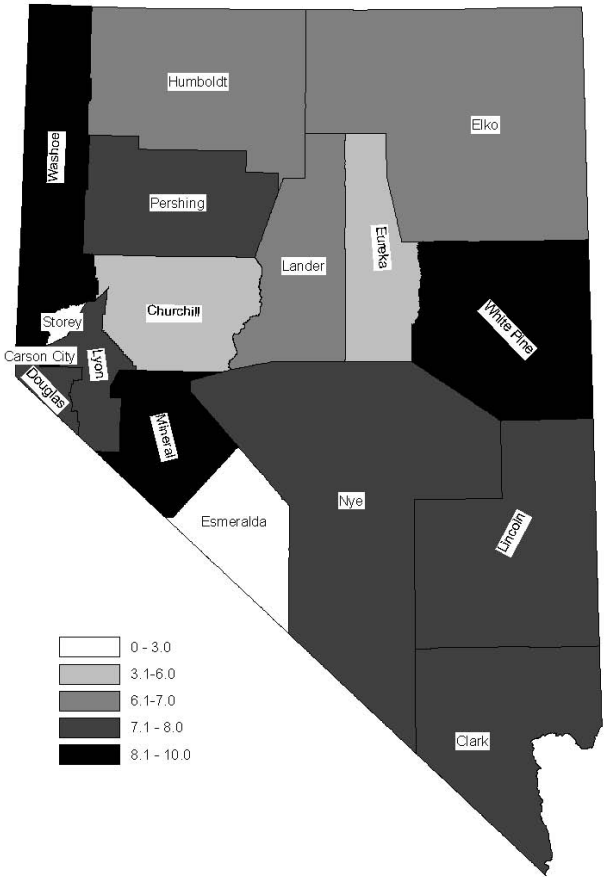 Humboldt
Elko
Washoe
Pershing
Eureka
Lander
Churchill
Storey
White Pine
Carson City
Lyon
Douglas
Mineral
Nye
Esmeralda
Lincoln
Clark
0 - 3.0
3.1-6.0
6.1-7.0
7.1 - 8.0
8.1 - 10.0